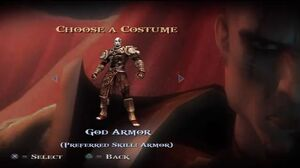 Choose a Costume
God Armor
(Preferred Skill: Armor)
= Select
= Back